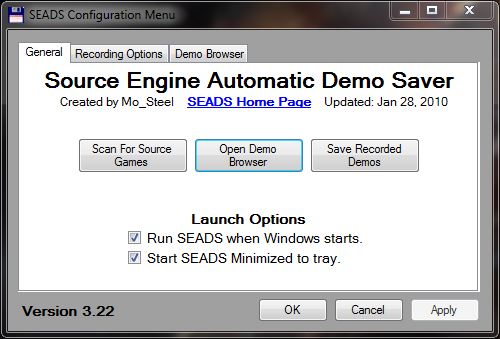 SEADS Configuration Menu
General Recording Options Demo Browser
Source Engine Automatic Demo Saver
Created by Mo_Steel SEADS Home Page Updated: Jan 28, 2010
Scan For Source Games
Open Demo Browser
Save Recorded Demos
Launch Options
Run SEADS when Windows starts.
Start SEADS Minimized to tray.
Version 3.22 OK Cancel Apply